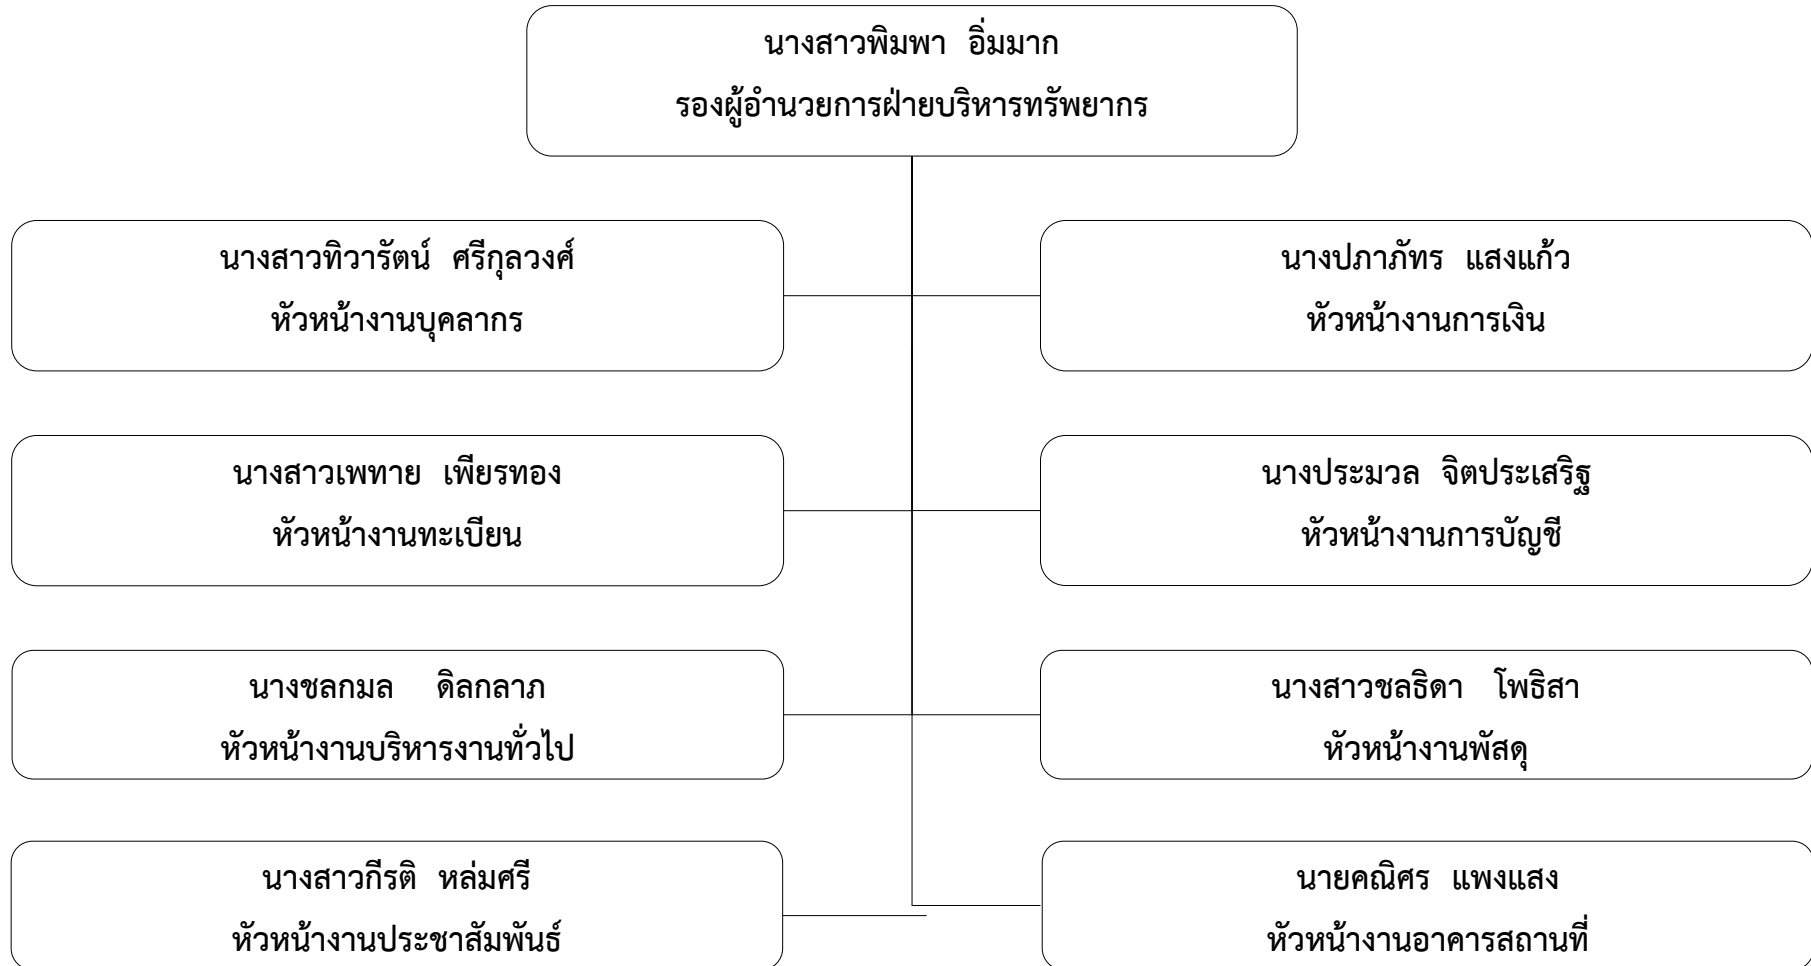 นางสาวพิมพา อิ่มมาก
รองผู้อำนวยการฝ่ายบริหารทรัพยากร
นางสาวทิวารัตน์ ศรีกุลวงศ์
หัวหน้างานบุคลากร
นางปภาภัทร แสงแก้ว
หัวหน้างานการเงิน
นางสาวเพทาย เพียรทอง
หัวหน้างานทะเบียน
นางประมวล จิตประเสริฐ
หัวหน้างานการบัญชี
นางชลกมล ดิลกลาภ
หัวหน้างานบริหารงานทั่วไป
นางสาวชลธิดา โพธิสา
หัวหน้างานพัสดุ
นางสาวกีรติ หล่มศรี
หัวหน้างานประชาสัมพันธ์
นายคณิศร แพงแสง
หัวหน้างานอาคารสถานที่